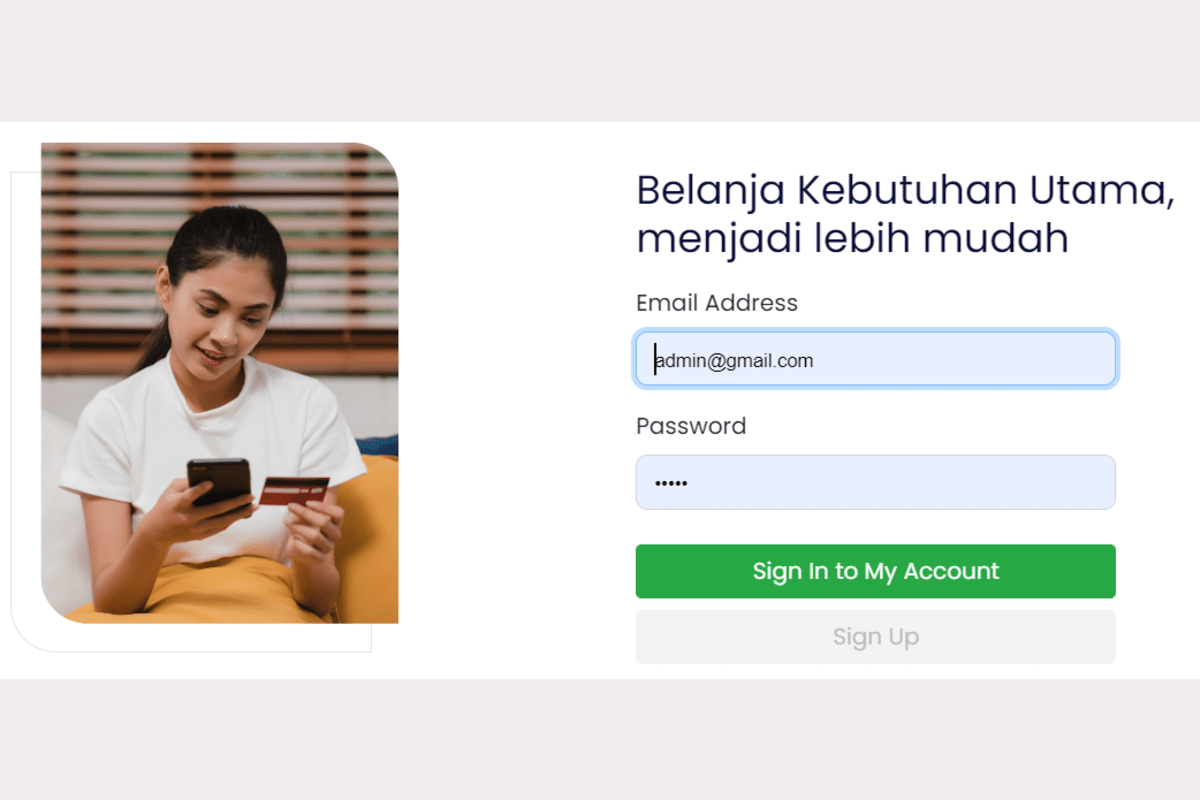 Belanja Kebutuhan Utama,
menjadi lebih mudah
Email Address
admin@gmail.com
Password
•••••
Sign In to My Account
Sign Up